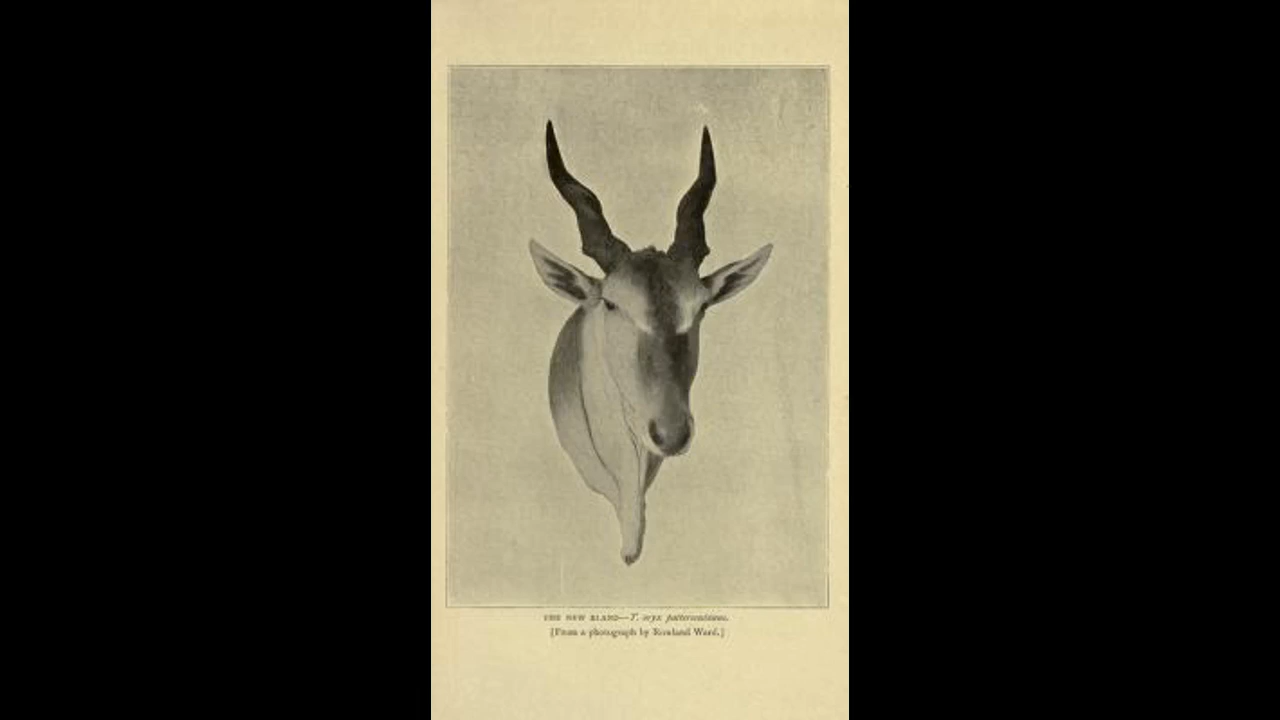 THE NEW ELAND—T. oryx pattersonianus.
[From a photograph by Rowland Ward.]